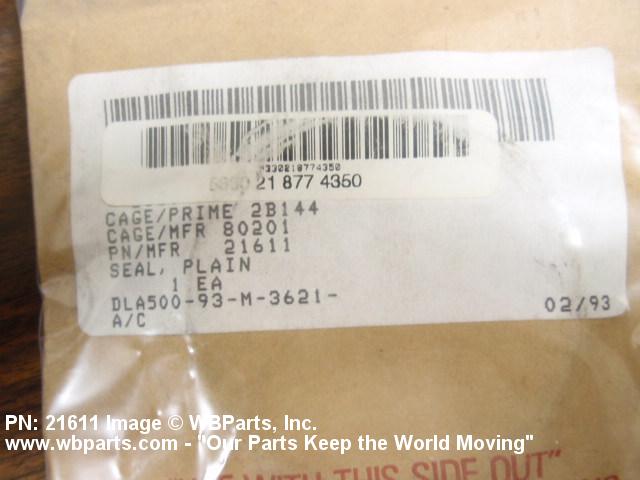 5330218774350
5330 21 877 4350
CAGE/PRIME 2B144
CAGE/MFR 80201
PN/MFR 21611
SEAL, PLAIN
1 EA
DLA500-93-M-3621-
A/C 02/93
PN: 21611 Image © WBParts, Inc.
www.wbparts.com - "Our Parts Keep the World Moving"
WITH THIS SIDE OUT"